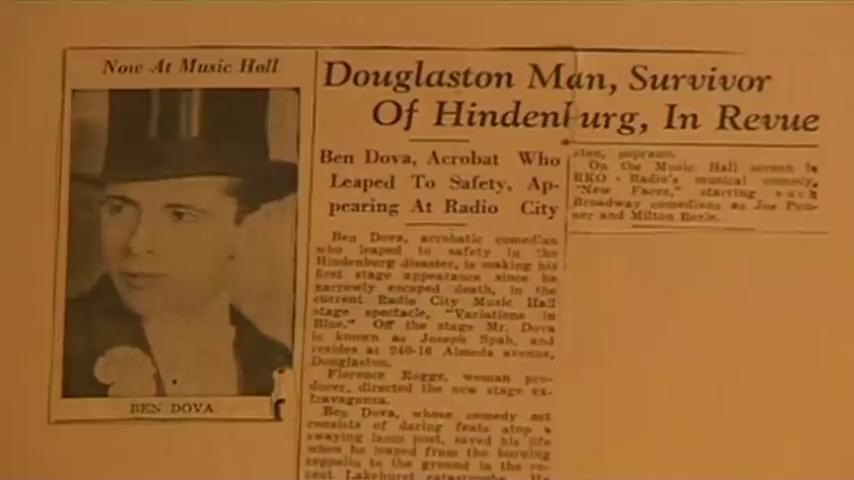 Now At Music Hall
BEN DOVA
Douglaston Man, Survivor
Of Hindenburg, In Revue
Ben Dova, Acrobat Who
Leaped To Safety, Ap-
pearing At Radio City
Ben Dova, acrobatic comedian
who leaped to safety in the
Hindenburg disaster, is making his
first stage appearance since he
narrowly escaped death, in the
current Radio City Music Hall
stage spectacle, "Variations in
Blue." Off the stage Mr. Dova
is known as Joseph Spah, and
resides at 240-16 Almeda avenue,
Douglaston.
Florence Rogge, woman pro-
ducer, directed the new stage ex-
travaganza.
Ben Dova, whose comedy act
consists of daring feats atop a
swaying lamp post, saved his life
when he leaped from the burning
zeppelin to the ground in the re-
cent Lakehurst catastrophe. He
ston, soprano.
On the Music Hall screen is
RKO - Radio's musical comedy,
"New Faces," starring such
Broadway comedians as Joe Pen-
ner and Milton Berle.